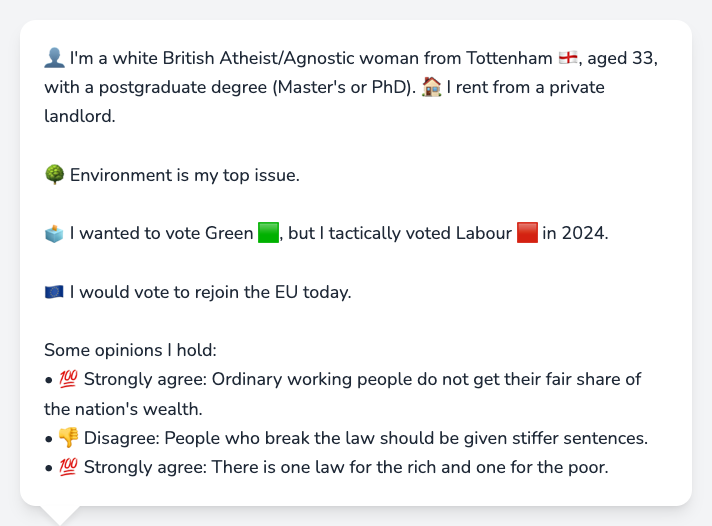 👤 I'm a white British Atheist/Agnostic woman from Tottenham 🏴󠁧󠁢󠁥󠁮󠁧󠁿, aged 33,
with a postgraduate degree (Master's or PhD). 🏠 I rent from a private
landlord.
🌳 Environment is my top issue.
🗳️ I wanted to vote Green 🟩, but I tactically voted Labour 🟥 in 2024.
🇪🇺 I would vote to rejoin the EU today.
Some opinions I hold:
• 💯 Strongly agree: Ordinary working people do not get their fair share of
the nation's wealth.
• 👎 Disagree: People who break the law should be given stiffer sentences.
• 💯 Strongly agree: There is one law for the rich and one for the poor.